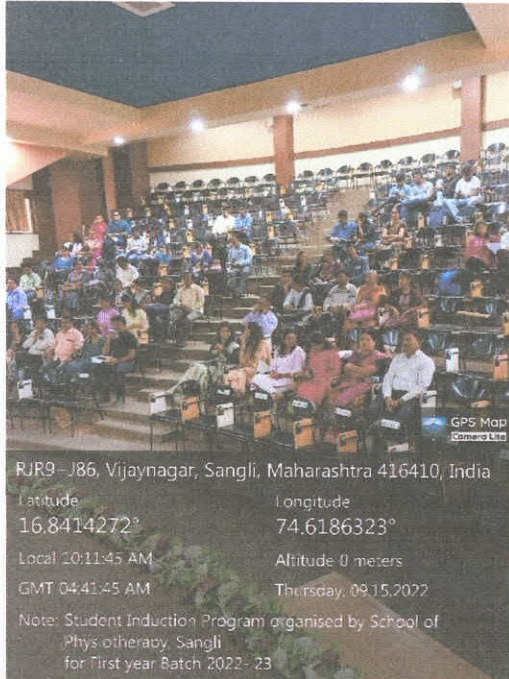 GPS Map
Camera Lite
RJR9-J86, Vijaynagar, Sangli, Maharashtra 416410, India
Latitude
16.8414272°
Longitude
74.6186323°
Local 10:11:45 AM
Altitude 0 meters
GMT 04:41:45 AM
Thursday, 09.15.2022
Note: Student Induction Program organised by School of
Physiotherapy, Sangli
for First year Batch 2022-23